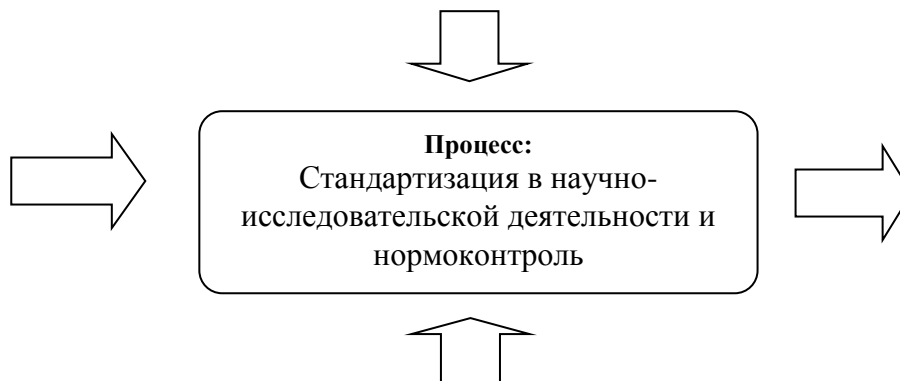 Процесс:
Стандартизация в научно-
исследовательской деятельности и
нормоконтроль